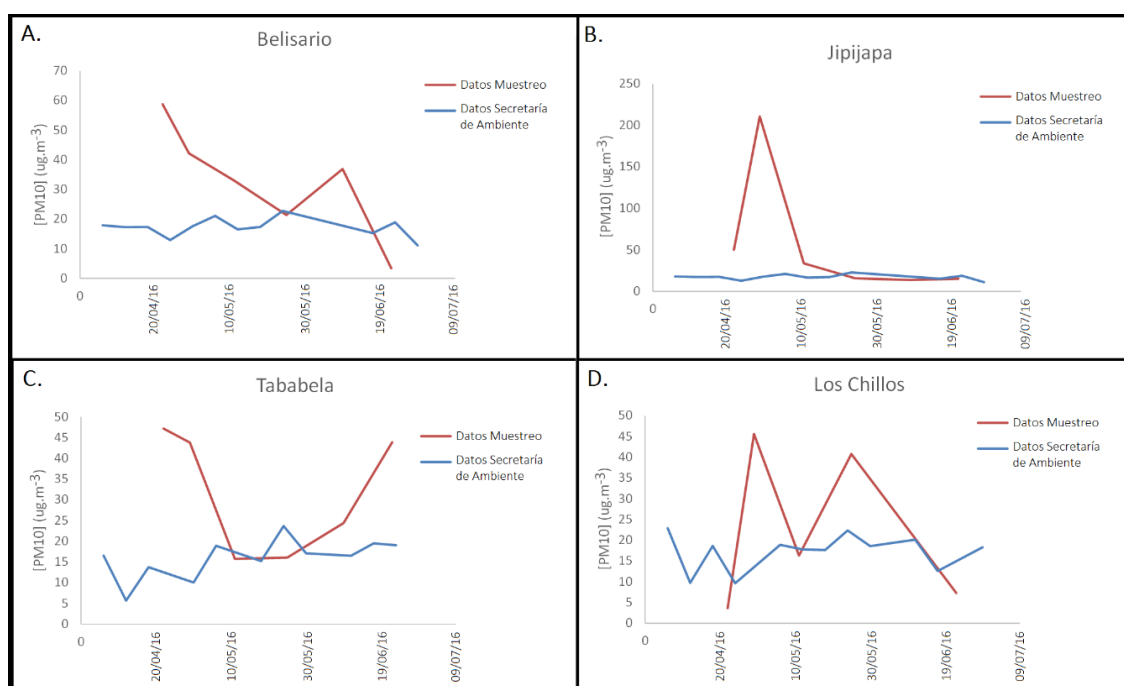 A.
Belisario
70
60
50
40
30
20
10
0
[PM10] (ug.m-3)
Datos Muestreo
Datos Secretaría
de Ambiente
0
20/04/16
10/05/16
30/05/16
19/06/16
09/07/16
B.
Jipijapa
250
200
150
100
50
0
[PM10] (ug.m-3)
Datos Muestreo
Datos Secretaría
de Ambiente
0
20/04/16
10/05/16
30/05/16
19/06/16
09/07/16
C.
Tababela
50
45
40
35
30
25
20
15
10
5
0
[PM10] (ug.m-3)
Datos Muestreo
Datos Secretaría
de Ambiente
0
20/04/16
10/05/16
30/05/16
19/06/16
09/07/16
D.
Los Chillos
50
45
40
35
30
25
20
15
10
5
0
[PM10] (ug.m-3)
Datos Muestreo
Datos Secretaría
de Ambiente
0
20/04/16
10/05/16
30/05/16
19/06/16
09/07/16